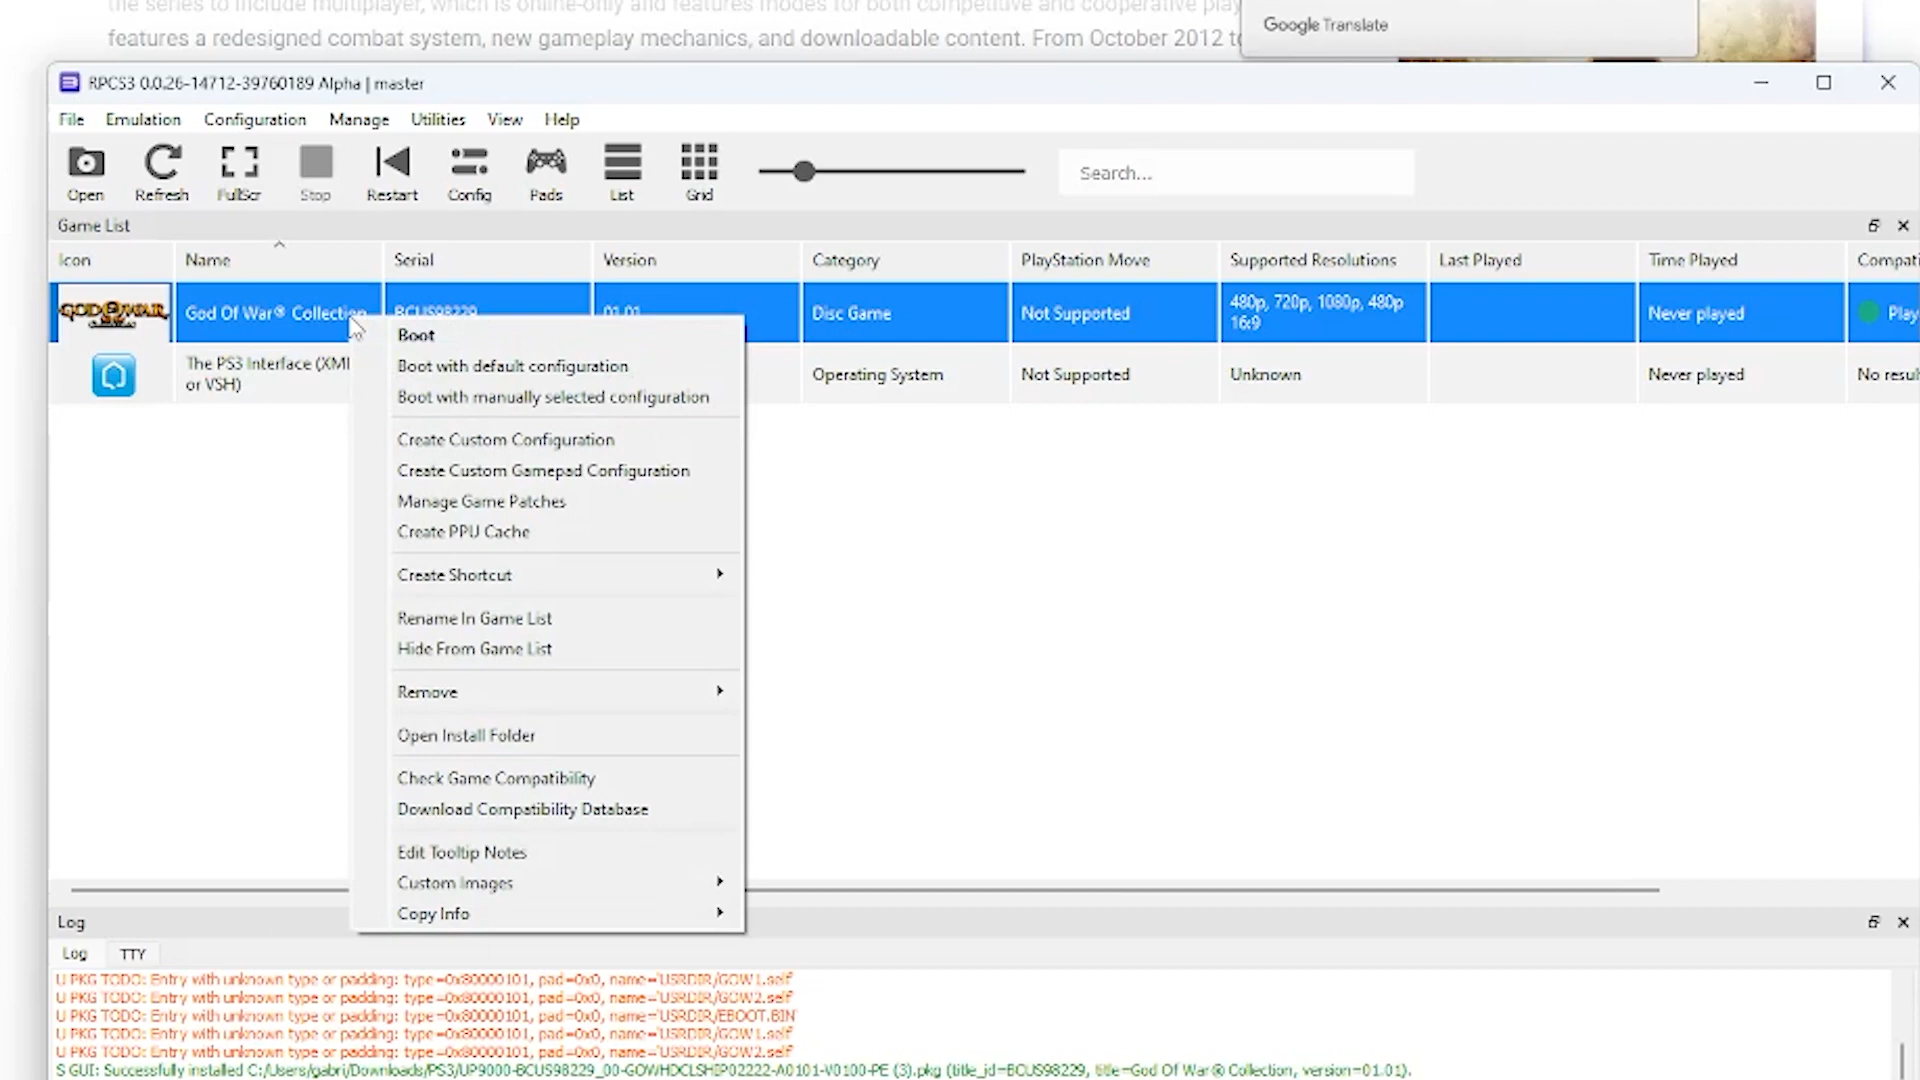 the series to include multiplayer, which is online-only and features modes for both competitive and cooperative play
features a redesigned combat system, new gameplay mechanics, and downloadable content. From October 2012 to
Google Translate
RPCS3 0.0.26-14712-39760189 Alpha | master
File Emulation Configuration Manage Utilities View Help
Open Refresh FullScr Stop Restart Config Pads List Grid
Search...
Game List
Icon Name Serial Version Category PlayStation Move Supported Resolutions Last Played Time Played Compati
GOD OF WAR
God Of War® Collection BCUS98229 01.01 Disc Game Not Supported 480p, 720p, 1080p, 480p
16:9
Never played Play
The PS3 Interface (XM
or VSH)
Operating System Not Supported Unknown Never played No resul
Boot
Boot with default configuration
Boot with manually selected configuration
Create Custom Configuration
Create Custom Gamepad Configuration
Manage Game Patches
Create PPU Cache
Create Shortcut
Rename In Game List
Hide From Game List
Remove
Open Install Folder
Check Game Compatibility
Download Compatibility Database
Edit Tooltip Notes
Custom Images
Copy Info
Log
Log TTY
U PKG TODO: Entry with unknown type or padding: type=0x80000101, pad=0x0, name='USRDIR/GOW1.self'
U PKG TODO: Entry with unknown type or padding: type=0x80000101, pad=0x0, name='USRDIR/GOW2.self'
U PKG TODO: Entry with unknown type or padding: type=0x80000101, pad=0x0, name='USRDIR/EBOOT.BIN'
U PKG TODO: Entry with unknown type or padding: type=0x80000101, pad=0x0, name='USRDIR/GOW1.self'
U PKG TODO: Entry with unknown type or padding: type=0x80000101, pad=0x0, name='USRDIR/GOW2.self'
S GUI: Successfully installed C:/Users/gabri/Downloads/PS3/UP9000-BCUS98229_00-GOWHDCLSHIP02222-A0101-V0100-PE (3).pkg (title_id=BCUS98229, title=God Of War® Collection, version=01.01).